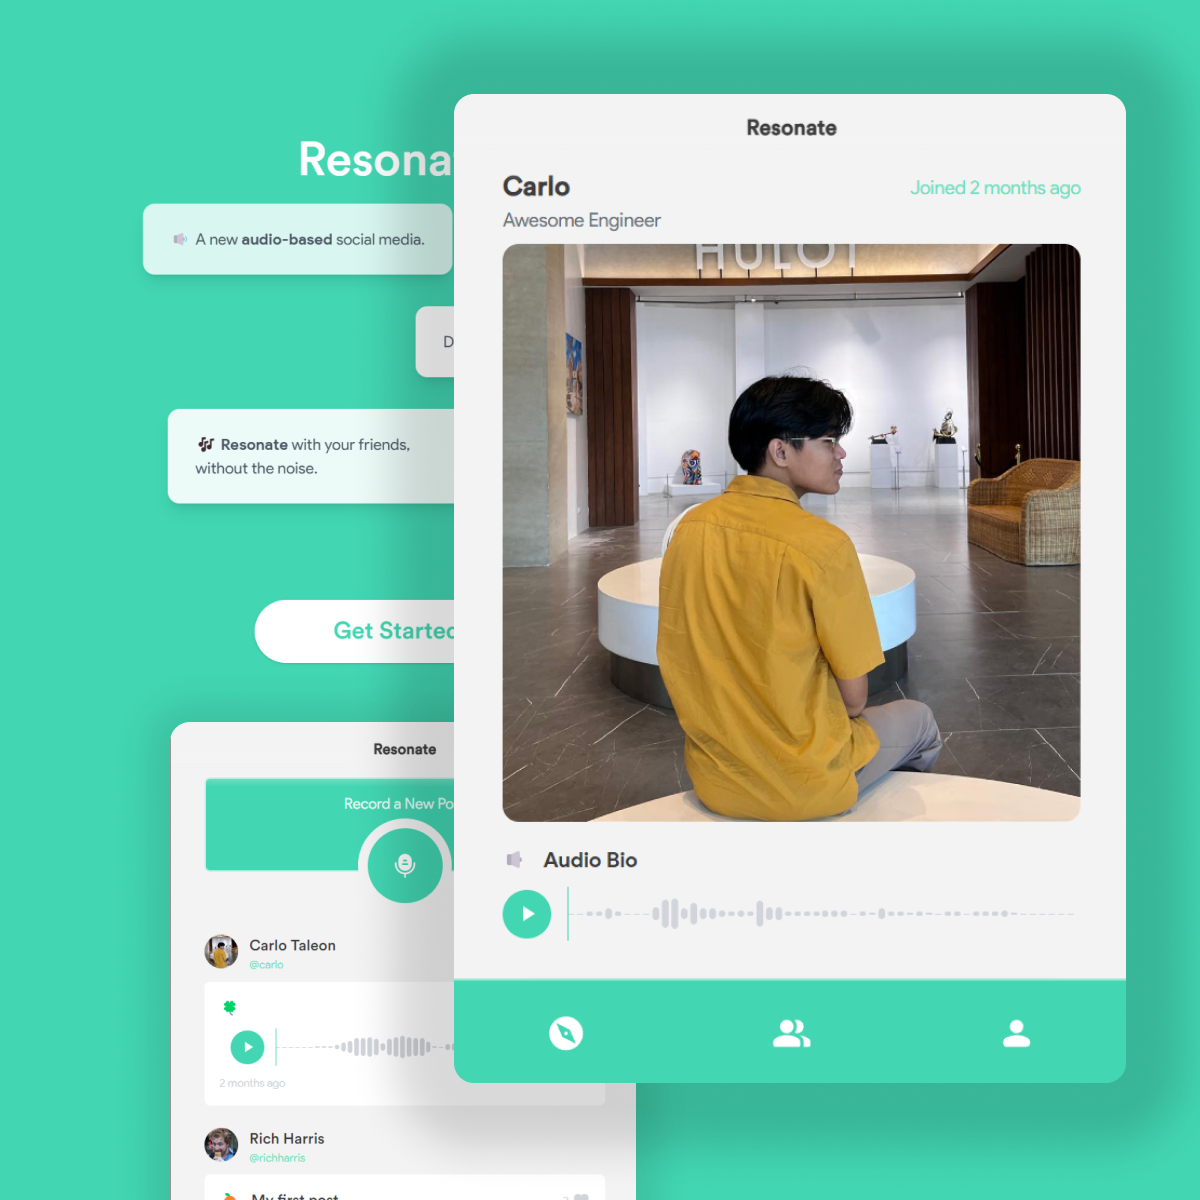 Resona
A new audio-based social media.
D
Resonate with your friends,
without the noise.
Get Started
Resonate
Record a New Po
Carlo Taleon
@carlo
2 months ago
Rich Harris
@richharris
My first post
Resonate
Carlo
Joined 2 months ago
Awesome Engineer
HULOT
Audio Bio